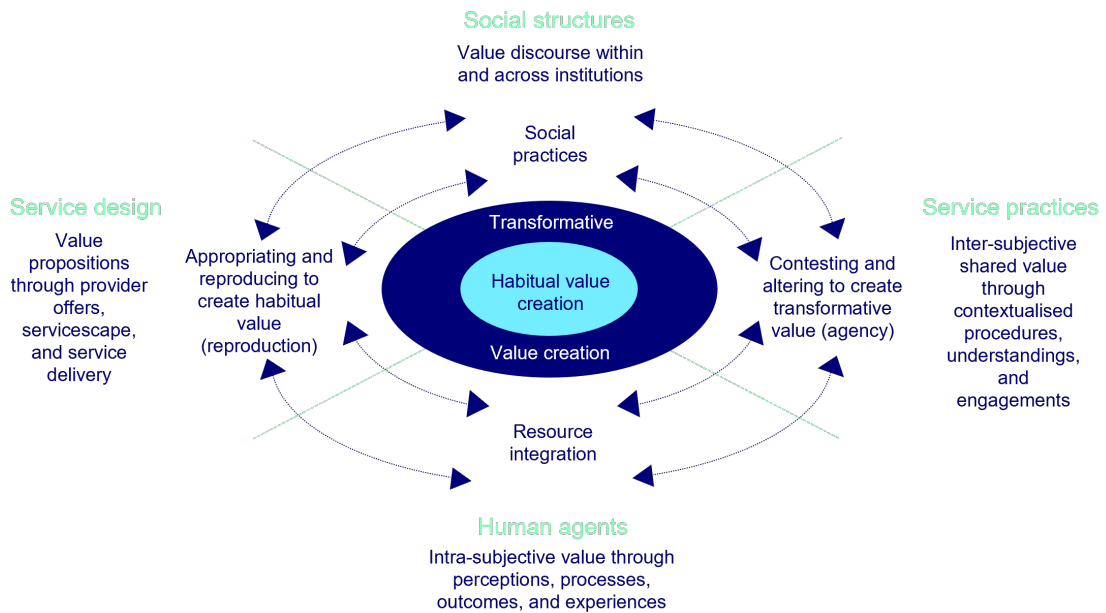 Social structures
Value discourse within
and across institutions
Social
practices
Service design
Value
propositions
through provider
offers,
servicescape,
and service
delivery
Appropriating and
reproducing to
create habitual
value
(reproduction)
Transformative
Habitual value
creation
Value creation
Contesting and
altering to create
transformative
value (agency)
Service practices
Inter-subjective
shared value
through
contextualised
procedures,
understandings,
and
engagements
Resource
integration
Human agents
Intra-subjective value through
perceptions, processes,
outcomes, and experiences